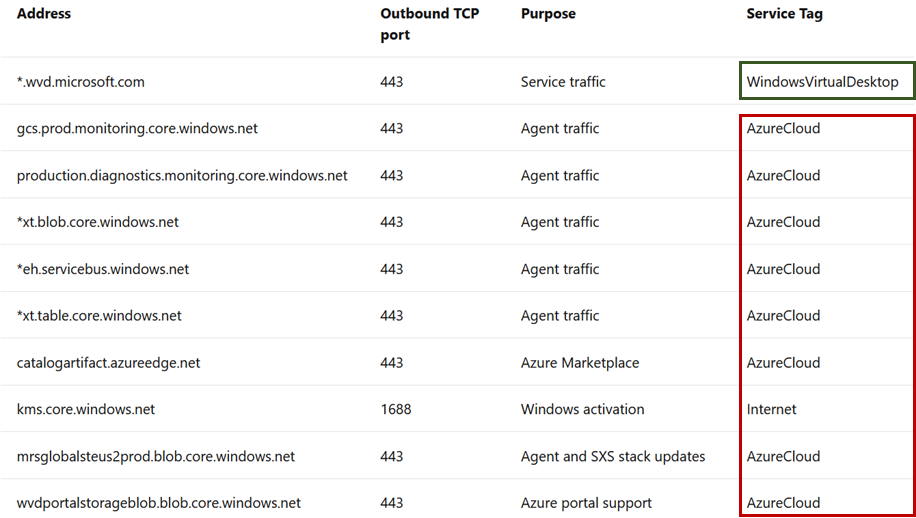 Address Outbound TCP port Purpose Service Tag
*.wvd.microsoft.com 443 Service traffic WindowsVirtualDesktop
gcs.prod.monitoring.core.windows.net 443 Agent traffic AzureCloud
production.diagnostics.monitoring.core.windows.net 443 Agent traffic AzureCloud
*xt.blob.core.windows.net 443 Agent traffic AzureCloud
*eh.servicebus.windows.net 443 Agent traffic AzureCloud
*xt.table.core.windows.net 443 Agent traffic AzureCloud
catalogartifact.azureedge.net 443 Azure Marketplace AzureCloud
kms.core.windows.net 1688 Windows activation Internet
mrsglobalsteus2prod.blob.core.windows.net 443 Agent and SXS stack updates AzureCloud
wvdportalstorageblob.blob.core.windows.net 443 Azure portal support AzureCloud